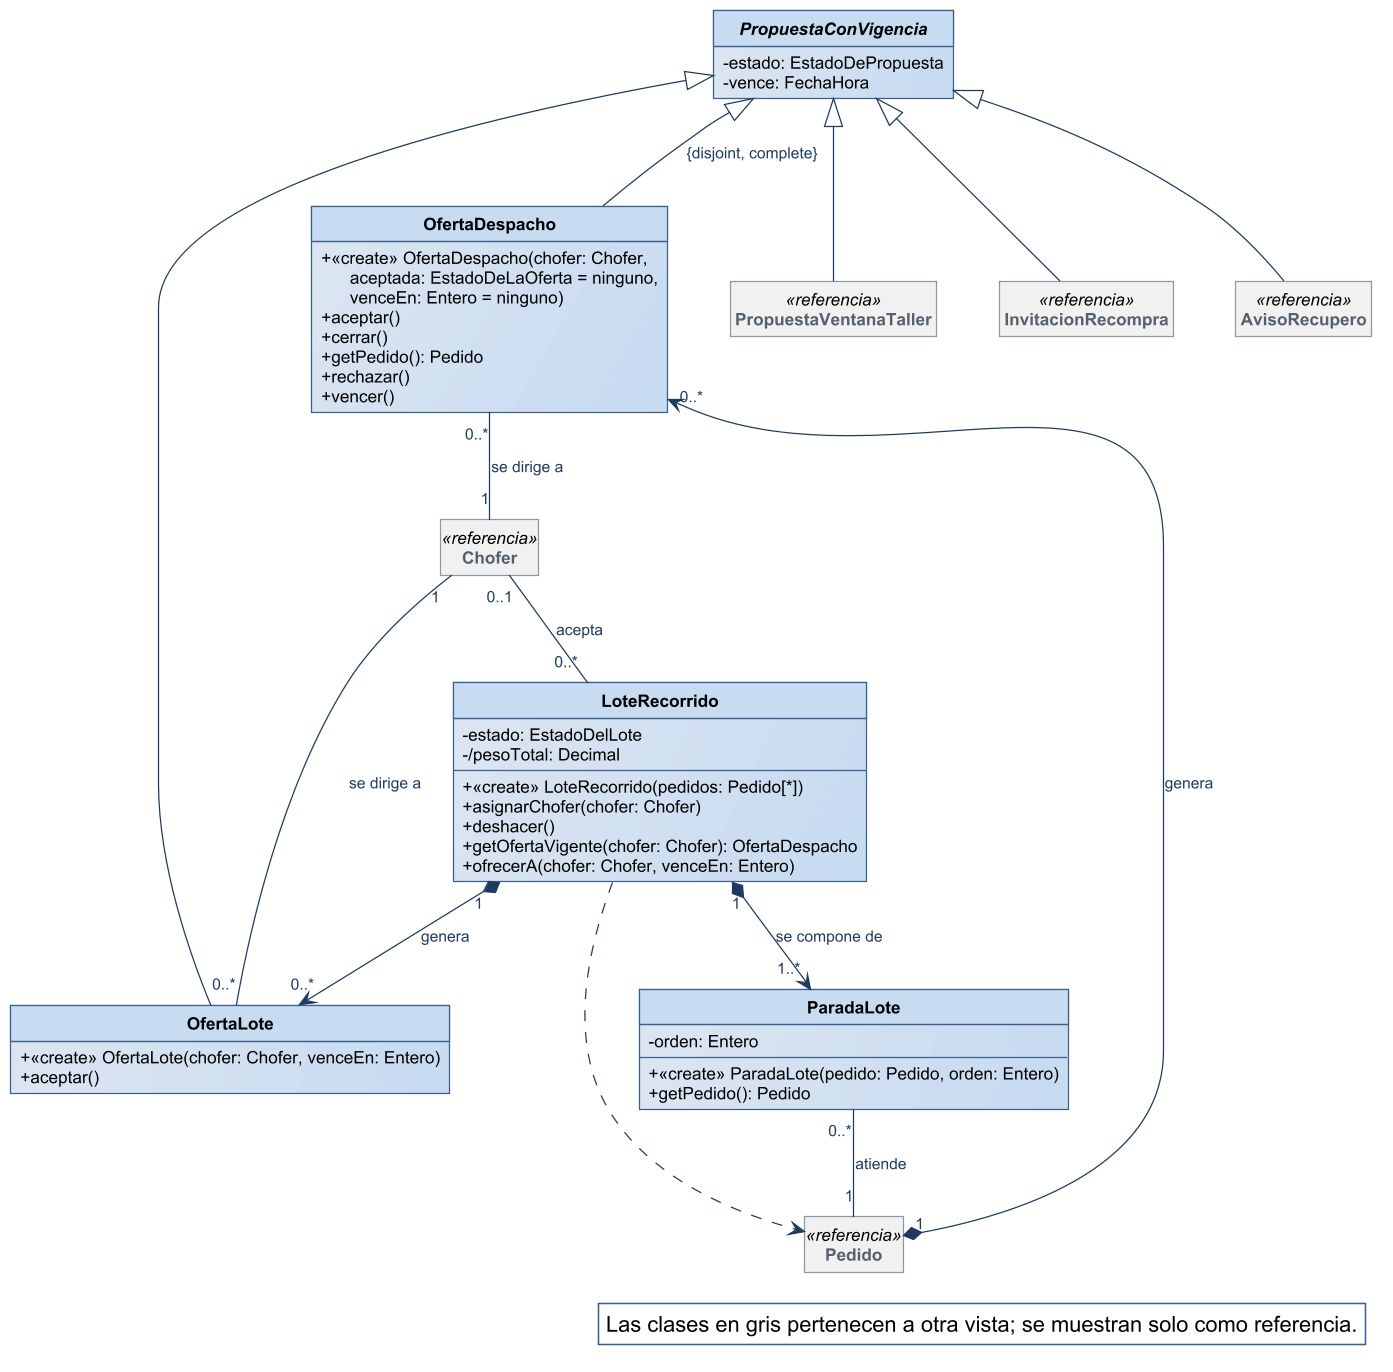 PropuestaConVigencia
-estado: EstadoDePropuesta
-vence: FechaHora
{disjoint, complete}
OfertaDespacho
+«create» OfertaDespacho(chofer: Chofer,
aceptada: EstadoDeLaOferta = ninguno,
venceEn: Entero = ninguno)
+aceptar()
+cerrar()
+getPedido(): Pedido
+rechazar()
+vencer()
«referencia»
PropuestaVentanaTaller
«referencia»
InvitacionRecompra
«referencia»
AvisoRecupero
0..*
0..*
se dirige a
1
«referencia»
Chofer
1
0..1
acepta
0..*
LoteRecorrido
-estado: EstadoDelLote
-/pesoTotal: Decimal
+«create» LoteRecorrido(pedidos: Pedido[*])
+asignarChofer(chofer: Chofer)
+deshacer()
+getOfertaVigente(chofer: Chofer): OfertaDespacho
+ofrecerA(chofer: Chofer, venceEn: Entero)
se dirige a
genera
1
1
genera
se compone de
0..*
0..*
1..*
OfertaLote
+«create» OfertaLote(chofer: Chofer, venceEn: Entero)
+aceptar()
ParadaLote
-orden: Entero
+«create» ParadaLote(pedido: Pedido, orden: Entero)
+getPedido(): Pedido
0..*
atiende
1
1
«referencia»
Pedido
Las clases en gris pertenecen a otra vista; se muestran solo como referencia.